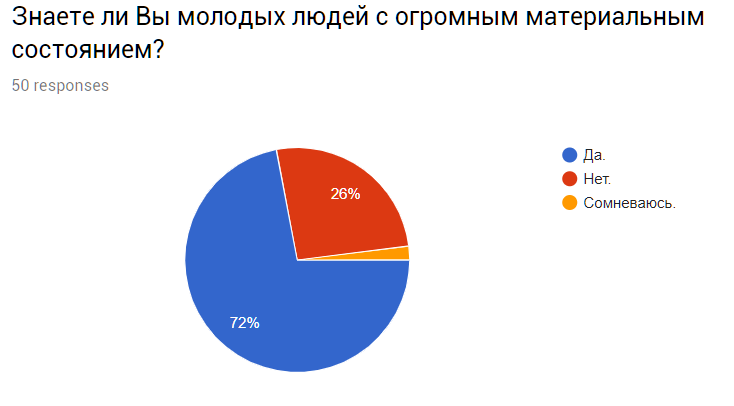 Знаете ли Вы молодых людей с огромным материальным
состоянием?
50 responses
26%
72%
Да.
Нет.
Сомневаюсь.